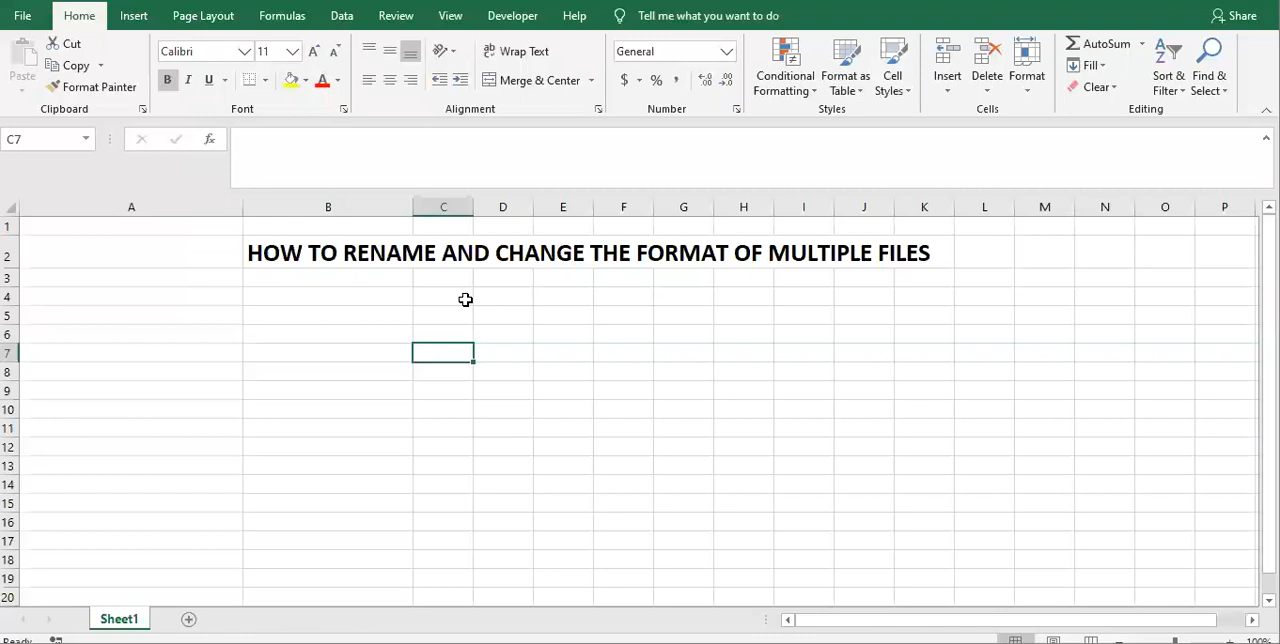 File Home Insert Page Layout Formulas Data Review View Developer Help Tell me what you want to do Share
Cut
Copy
Format Painter
Paste
Clipboard
Calibri 11 A A
B I U A
Font
Wrap Text
Merge & Center
Alignment
General
$ % ,
Number
Conditional Formatting
Format as Table
Cell Styles
Styles
Insert
Delete
Format
Cells
AutoSum
Fill
Clear
Sort & Filter
Find & Select
Editing
C7 fx
A B C D E F G H I J K L M N O P
1
2 HOW TO RENAME AND CHANGE THE FORMAT OF MULTIPLE FILES
3
4
5
6
7
8
9
10
11
12
13
14
15
16
17
18
19
20
Sheet1
Ready 100%